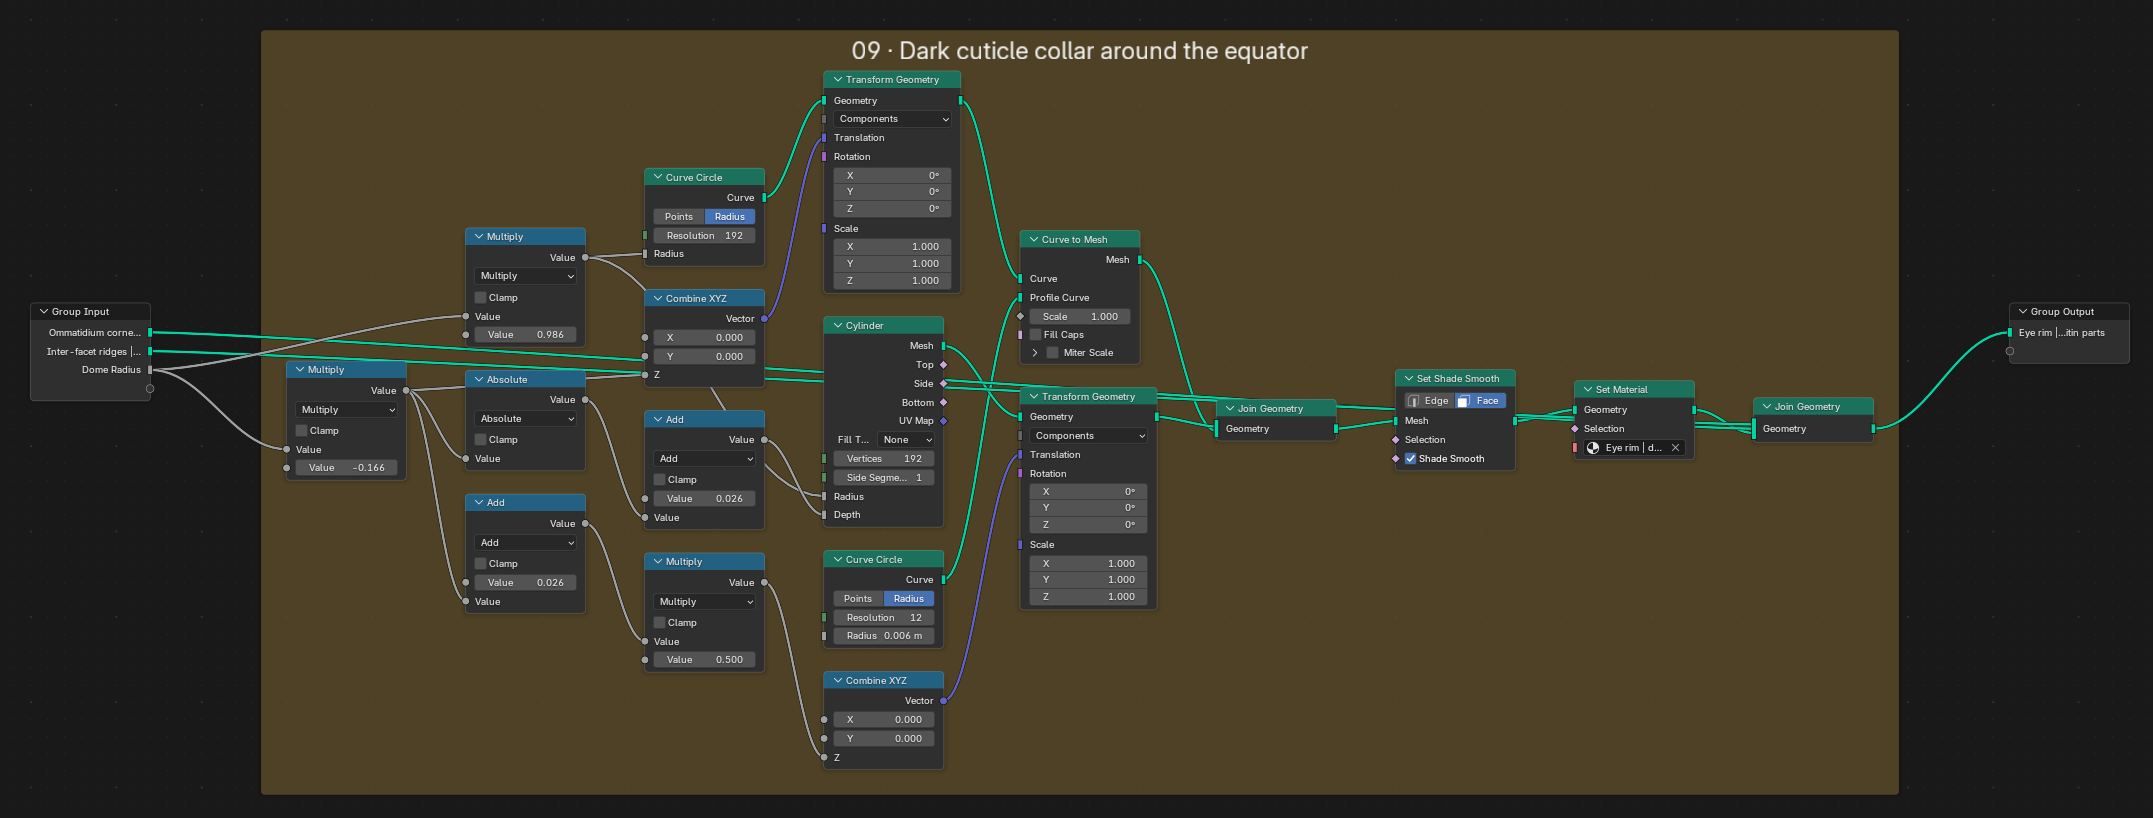 09 · Dark cuticle collar around the equator
Group Input
Ommatidium corne...
Inter-facet ridges |...
Dome Radius
Multiply
Value
Multiply
Clamp
Value
Value -0.166
Multiply
Value
Multiply
Clamp
Value
Value 0.986
Absolute
Value
Absolute
Clamp
Value
Add
Value
Add
Clamp
Value 0.026
Value
Curve Circle
Curve
Points Radius
Resolution 192
Radius
Combine XYZ
Vector
X 0.000
Y 0.000
Z
Add
Value
Add
Clamp
Value 0.026
Value
Multiply
Value
Multiply
Clamp
Value
Value 0.500
Transform Geometry
Geometry
Components
Translation
Rotation
X 0°
Y 0°
Z 0°
Scale
X 1.000
Y 1.000
Z 1.000
Cylinder
Mesh
Top
Side
Bottom
UV Map
Fill T... None
Vertices 192
Side Segme... 1
Radius
Depth
Curve Circle
Curve
Points Radius
Resolution 12
Radius 0.006 m
Combine XYZ
Vector
X 0.000
Y 0.000
Z
Curve to Mesh
Mesh
Curve
Profile Curve
Scale 1.000
Fill Caps
Miter Scale
Transform Geometry
Geometry
Components
Translation
Rotation
X 0°
Y 0°
Z 0°
Scale
X 1.000
Y 1.000
Z 1.000
Join Geometry
Geometry
Set Shade Smooth
Edge Face
Mesh
Selection
Shade Smooth
Set Material
Geometry
Selection
Eye rim | d...
Join Geometry
Geometry
Group Output
Eye rim |...itin parts